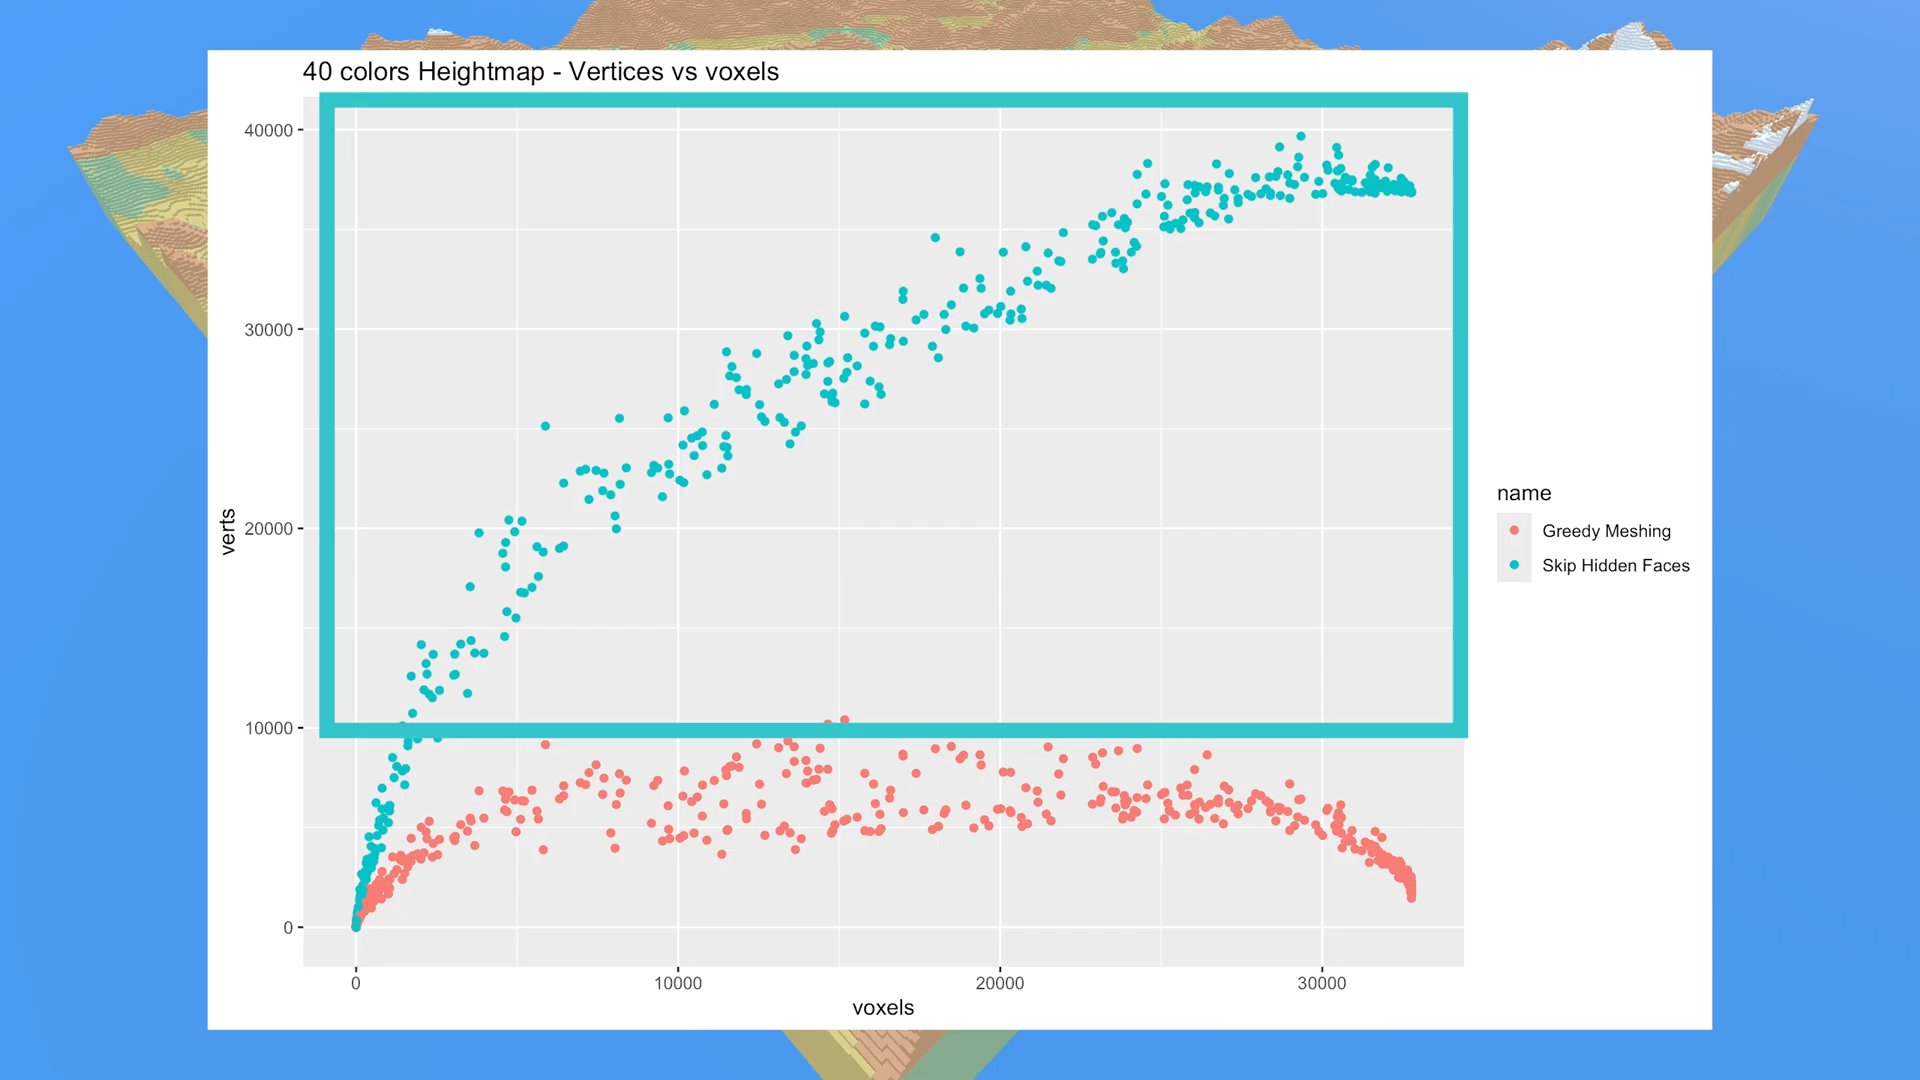 40 colors Heightmap - Vertices vs voxels
40000
30000
20000
10000
0
verts
0 10000 20000 30000
voxels
name
Greedy Meshing
Skip Hidden Faces